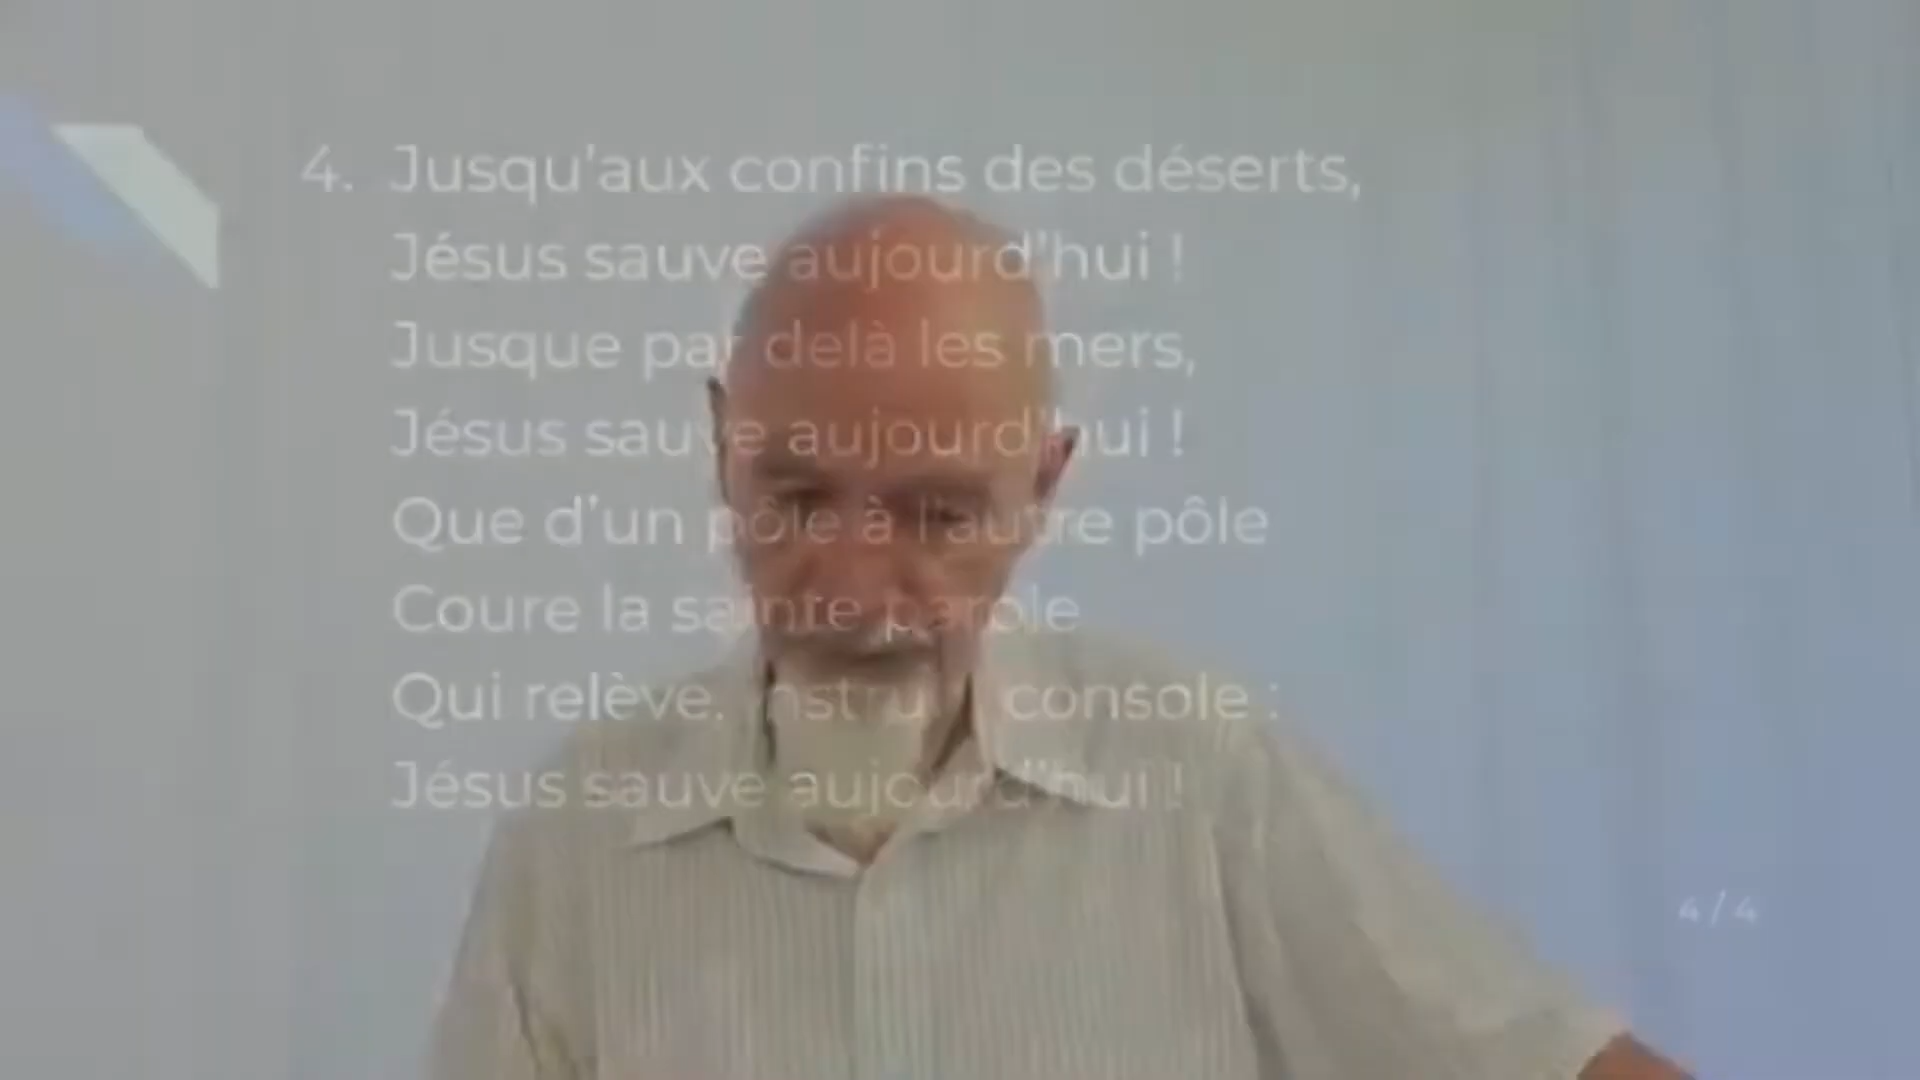 4. Jusqu'aux confins des déserts,
Jésus sauve aujourd'hui !
Jusque par delà les mers,
Jésus sauve aujourd'hui !
Que d'un pôle à l'autre pôle
Coure la sainte parole
Qui relève, instruit, console :
Jésus sauve aujourd'hui !
4 / 4